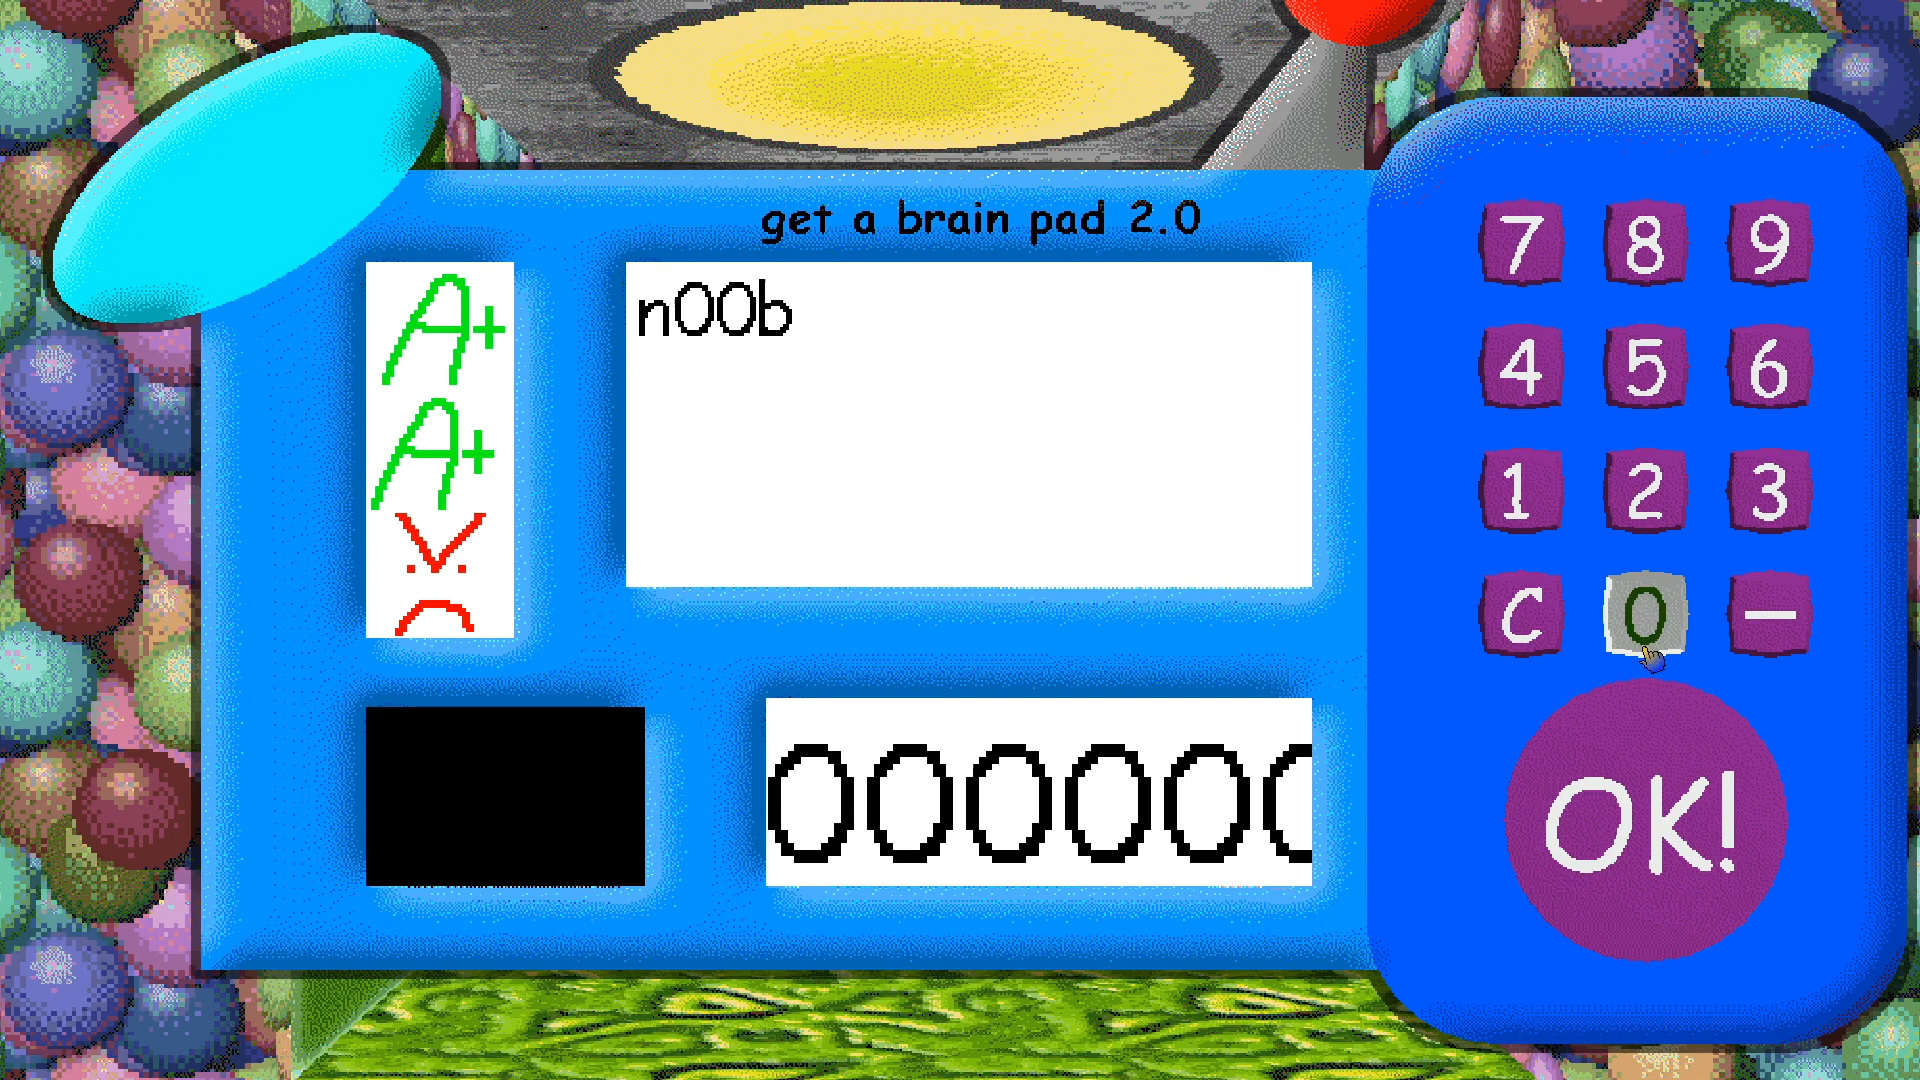 get a brain pad 2.0
A+
n00b
A+
000000
7 8 9
4 5 6
1 2 3
C 0 —
OK!